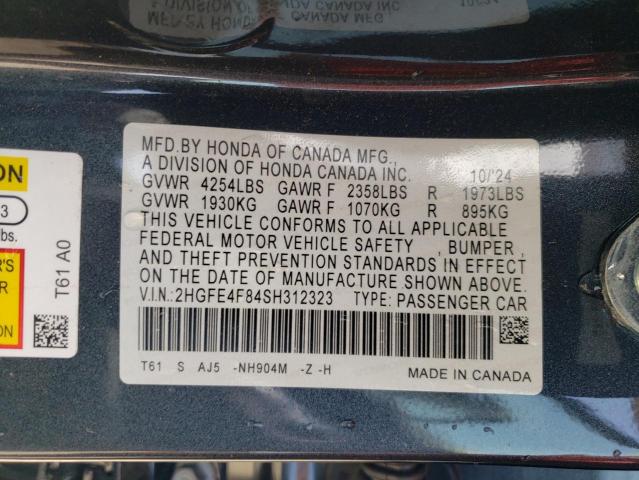 MFD.BY HONDA OF CANADA MFG.,
A DIVISION OF HONDA CANADA INC. 10/'24
GVWR 4254LBS GAWR F 2358LBS R 1973LBS
GVWR 1930KG GAWR F 1070KG R 895KG
THIS VEHICLE CONFORMS TO ALL APPLICABLE
FEDERAL MOTOR VEHICLE SAFETY , BUMPER ,
AND THEFT PREVENTION STANDARDS IN EFFECT
ON THE DATE OF MANUFACTURE SHOWN ABOVE.
V.I.N.:2HGFE4F84SH312323 TYPE: PASSENGER CAR
T61 S AJ5 -NH904M -Z -H
MADE IN CANADA
ON
3
lbs.
R'S
ION
T61 A0